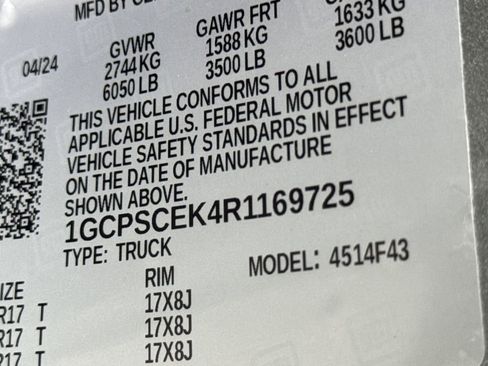 MFD BY GE
GVWR GAWR FRT
04/24 2744 KG 1588 KG 1633 KG
6050 LB 3500 LB 3600 LB
THIS VEHICLE CONFORMS TO ALL
APPLICABLE U.S. FEDERAL MOTOR
VEHICLE SAFETY STANDARDS IN EFFECT
ON THE DATE OF MANUFACTURE
SHOWN ABOVE.
1GCPSCEK4R1169725
TYPE: TRUCK MODEL: 4514F43
IZE RIM
R17 T 17X8J
R17 T 17X8J
R17 T 17X8J